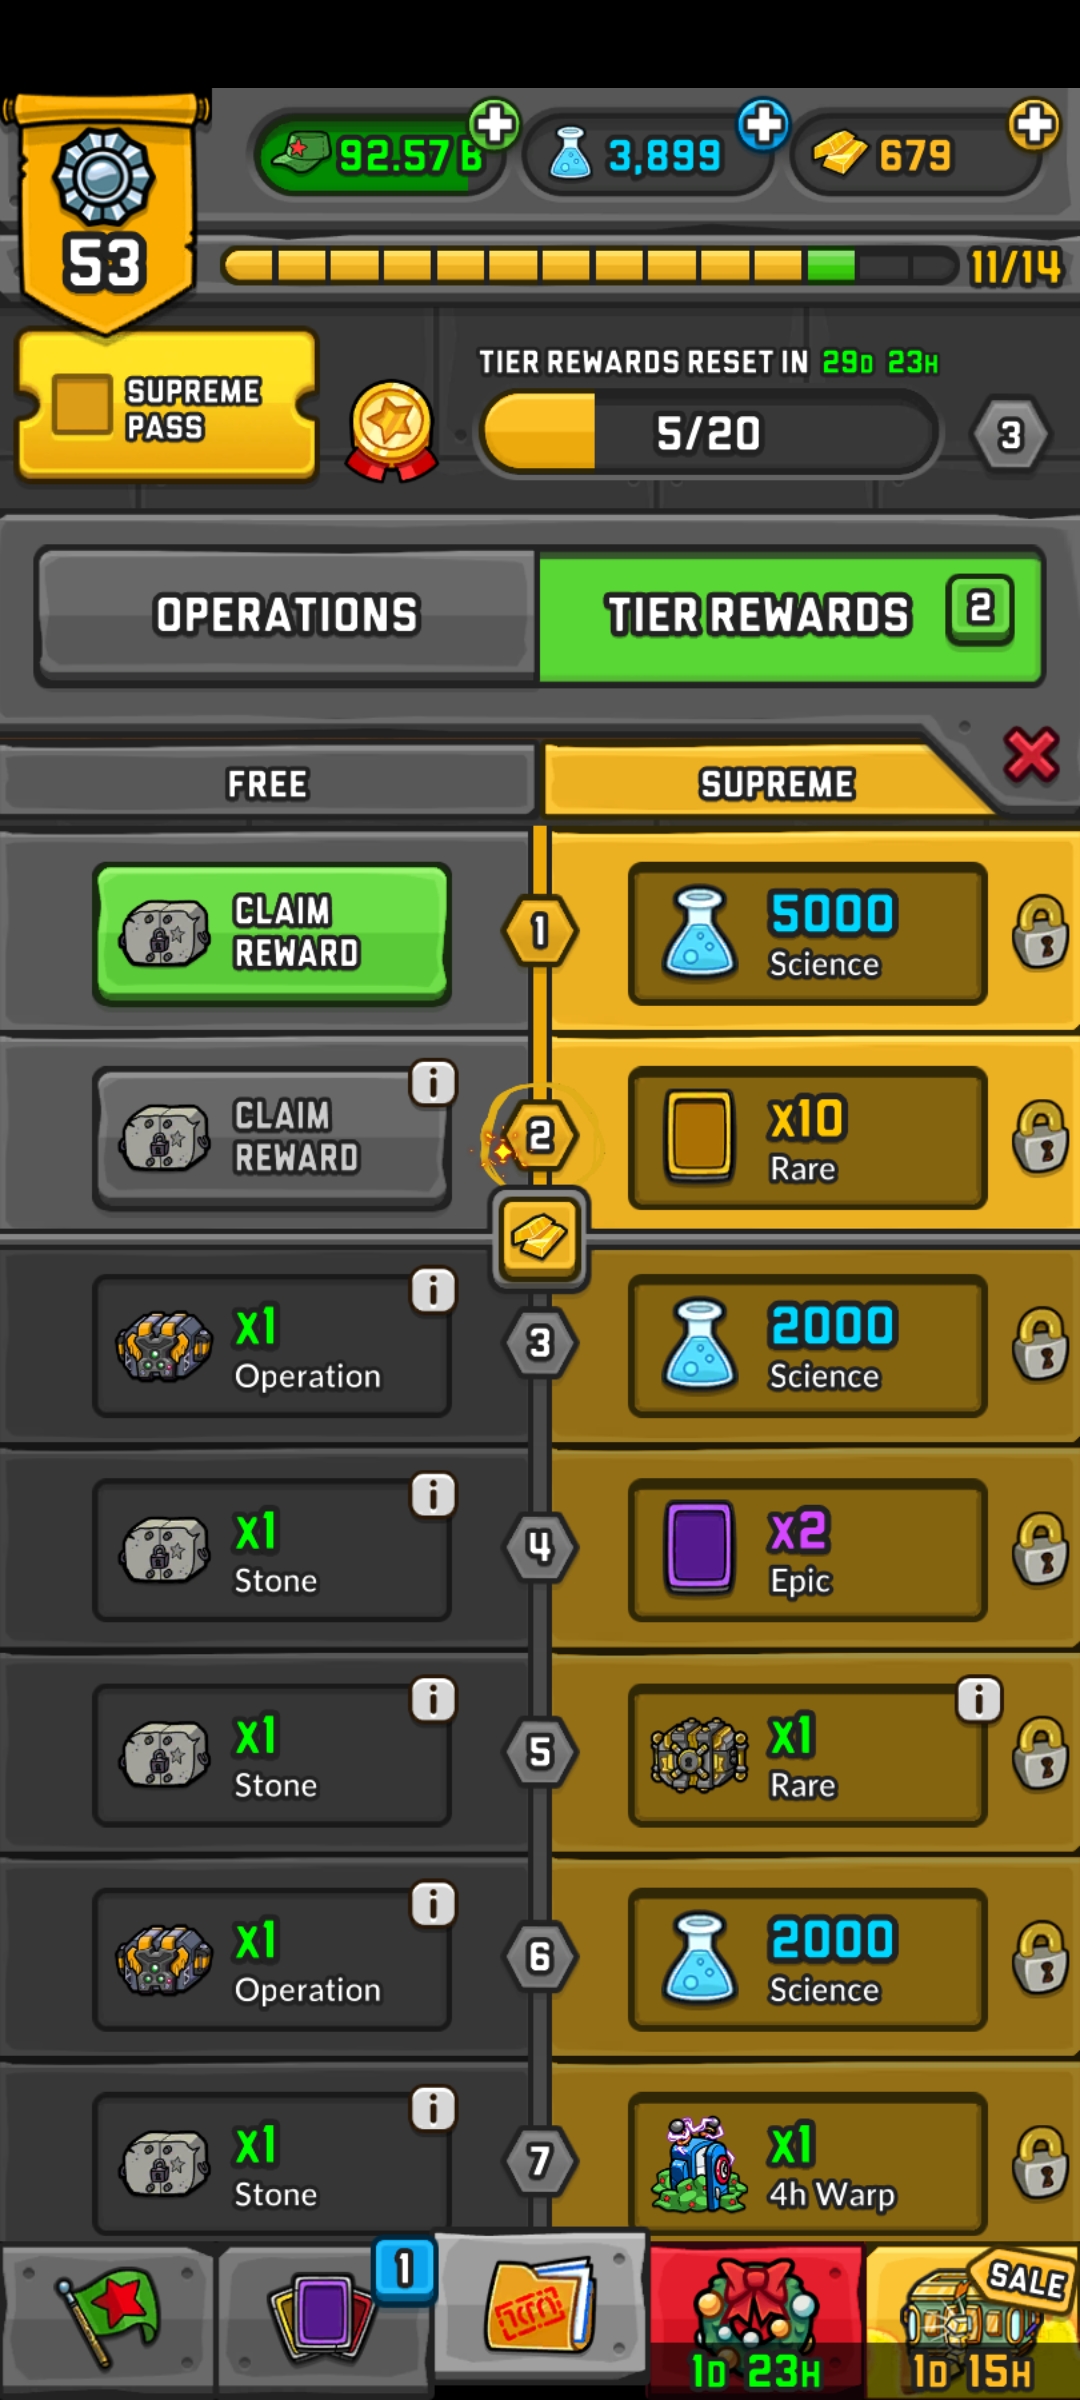 92.57B
3,899
679
53
11/14
SUPREME
PASS
TIER REWARDS RESET IN 29D 23H
5/20
3
OPERATIONS
TIER REWARDS
2
FREE
SUPREME
CLAIM
REWARD
1
5000
Science
CLAIM
REWARD
i
2
x10
Rare
x1
Operation
i
3
2000
Science
x1
Stone
i
4
x2
Epic
x1
Stone
i
5
x1
Rare
i
x1
Operation
i
6
2000
Science
x1
Stone
i
7
x1
4h Warp
1
SALE
1D 23H
1D 15H